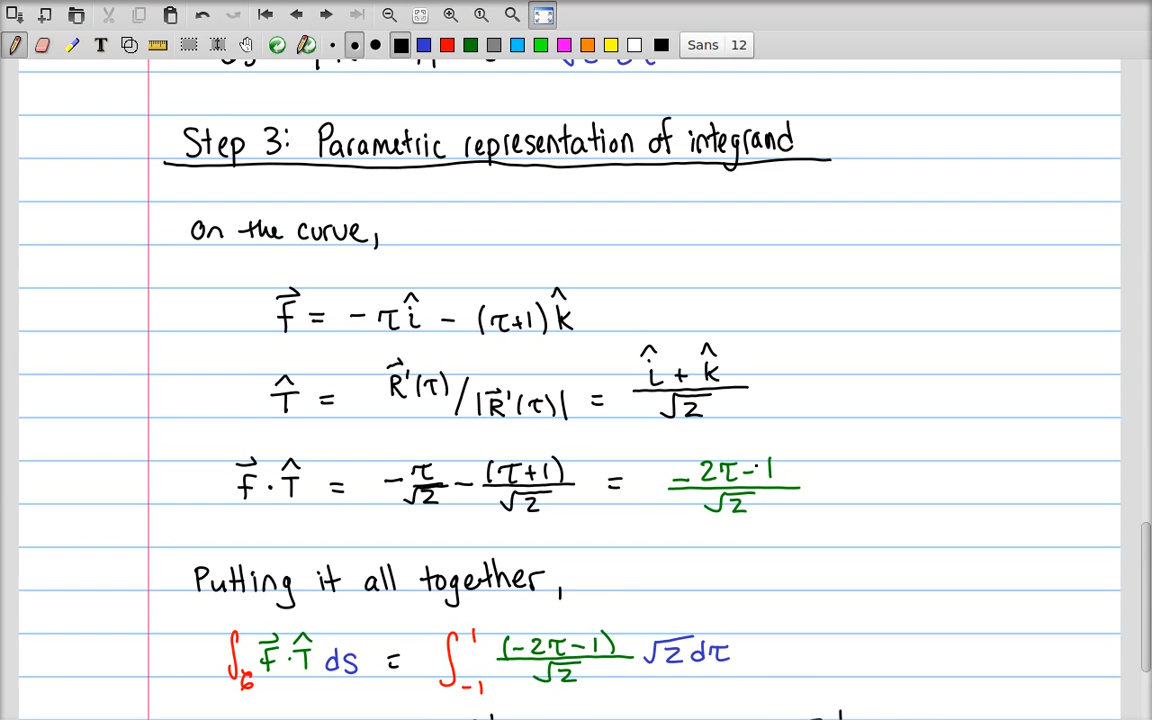 Sans 12
Step 3: Parametric representation of integrand
On the curve,
f⃗ = - τî - (τ+1)k̂
T̂ = R⃗'(τ)/|R⃗'(τ)| = (î + k̂)/√2
f⃗ · T̂ = - τ/√2 - (τ+1)/√2 = (-2τ-1)/√2
Putting it all together,
∫_C f⃗ · T̂ ds = ∫_{-1}^{1} (-2τ-1)/√2 √2 dτ